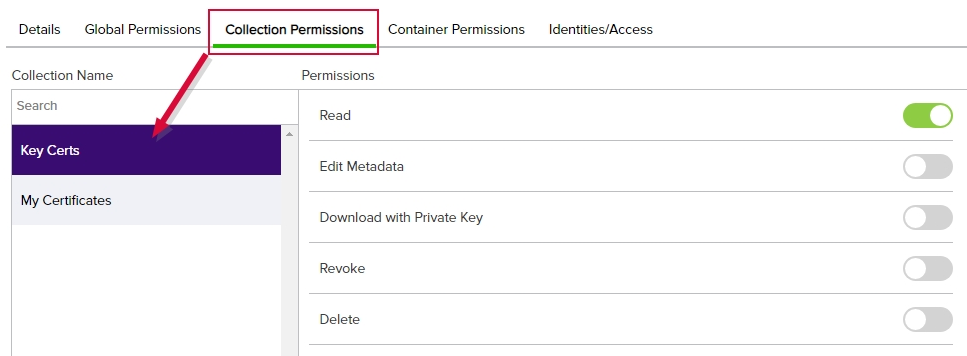 Details Global Permissions Collection Permissions Container Permissions Identities/Access
Collection Name
Search
Key Certs
My Certificates
Permissions
Read
Edit Metadata
Download with Private Key
Revoke
Delete